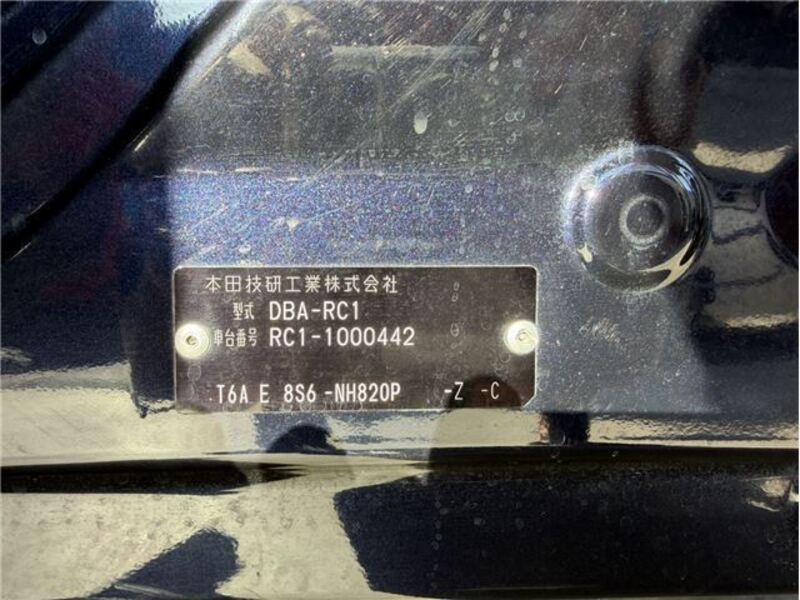 本田技研工業株式会社
型式 DBA-RC1
車台番号 RC1-1000442
T6A E 8S6 -NH820P -Z -C